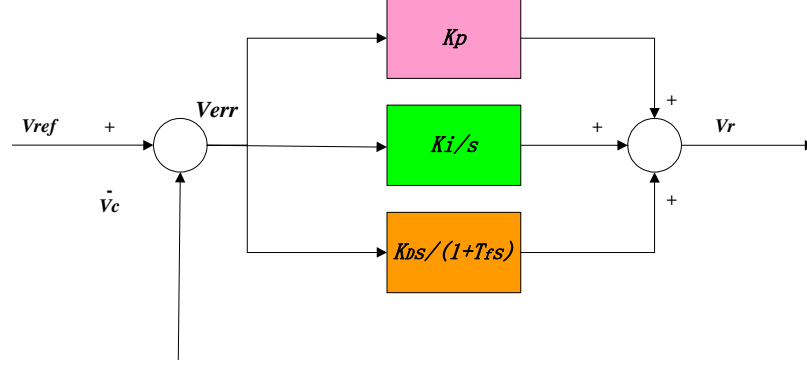 Kp
+
Verr
Vref
+
Ki/s
+
Vr
-
Vc
+
KDs/(1+Tfs)